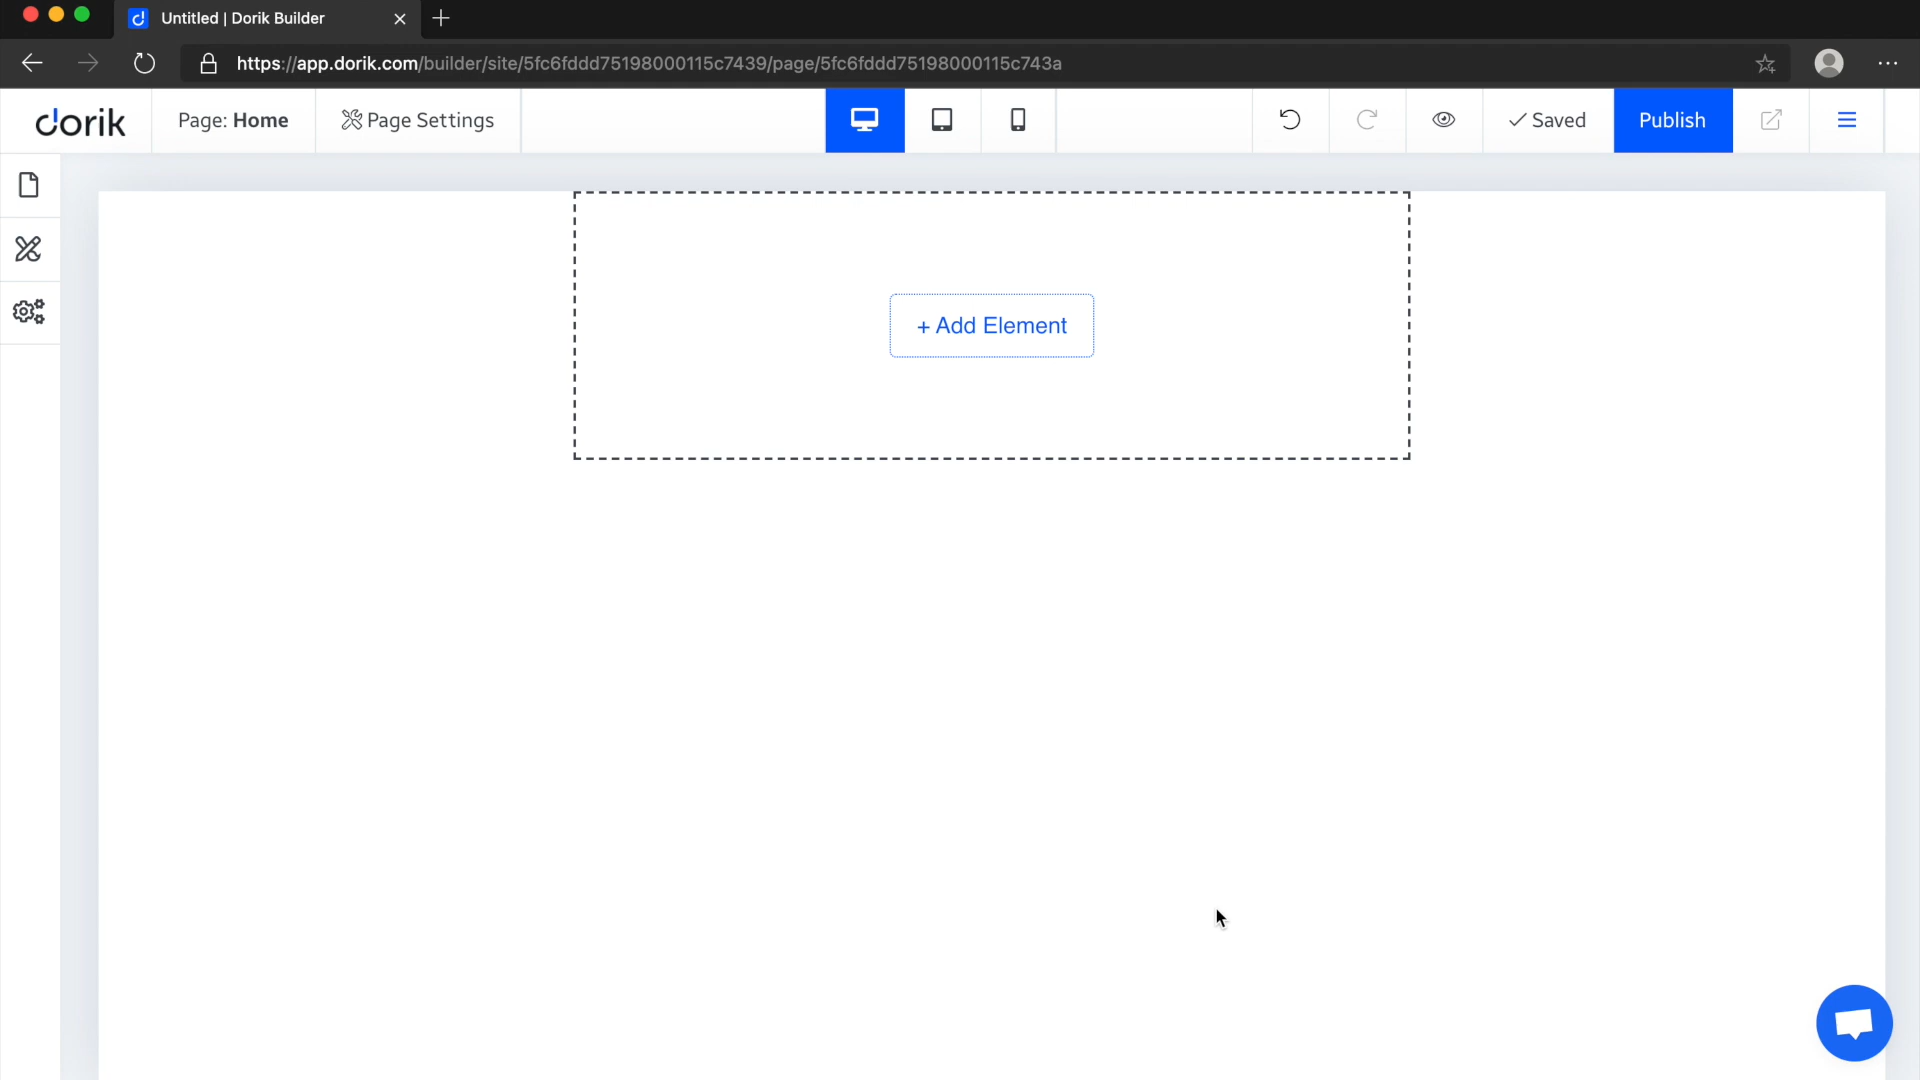 Untitled | Dorik Builder
https://app.dorik.com/builder/site/5fc6fddd75198000115c7439/page/5fc6fddd75198000115c743a
dorik
Page: Home
Page Settings
Saved
Publish
+ Add Element